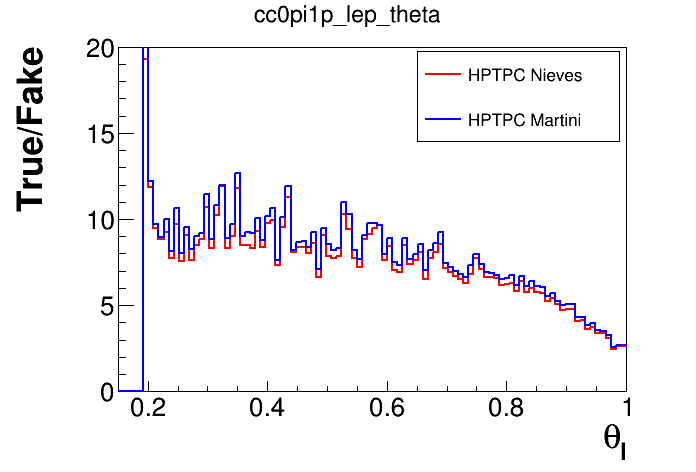 cc0pi1p_lep_theta
True/Fake
20
15
10
5
0
HPTPC Nieves
HPTPC Martini
0.2 0.4 0.6 0.8 1
θl